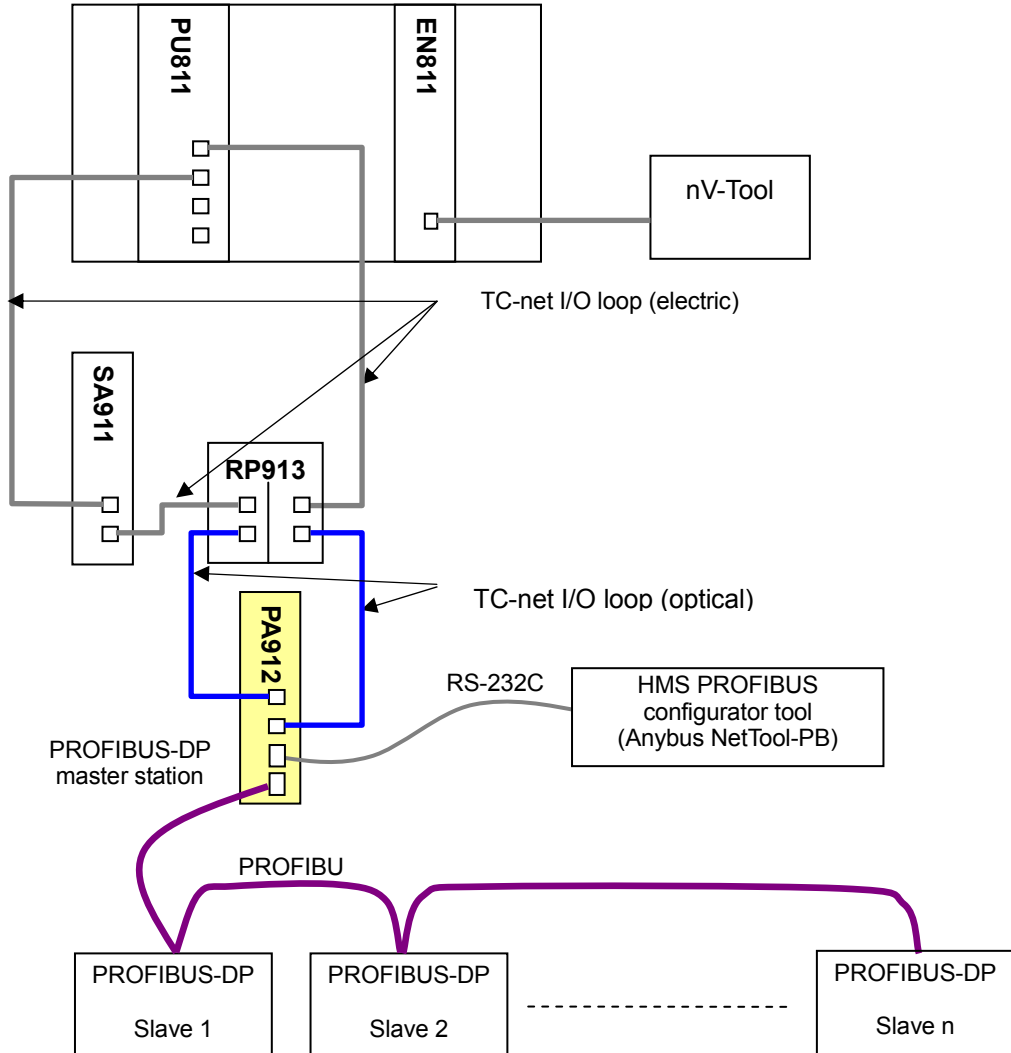 PU811
EN811
nV-Tool
TC-net I/O loop (electric)
SA911
RP913
TC-net I/O loop (optical)
PA912
RS-232C
HMS PROFIBUS
configurator tool
(Anybus NetTool-PB)
PROFIBUS-DP
master station
PROFIBU
PROFIBUS-DP
Slave 1
PROFIBUS-DP
Slave 2
PROFIBUS-DP
Slave n